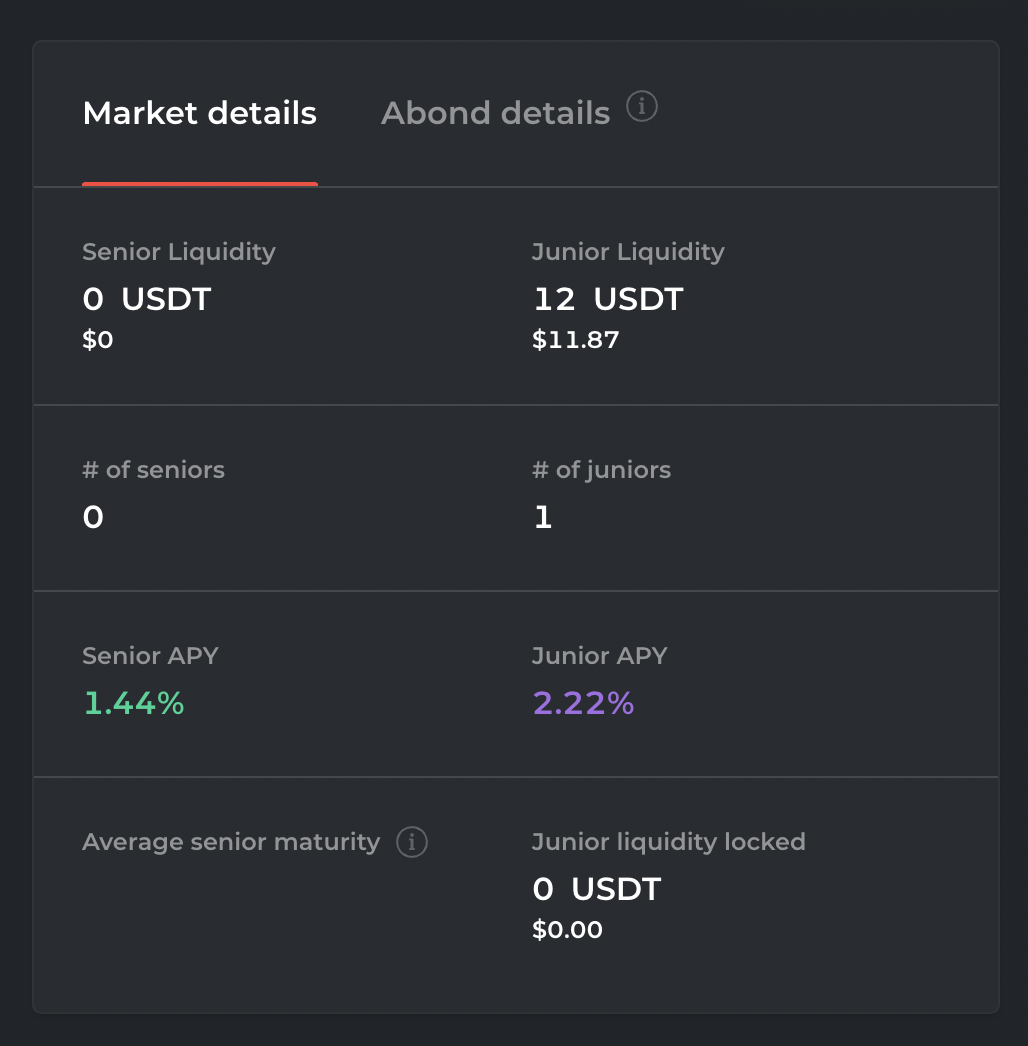 Market details
Abond details
Senior Liquidity
Junior Liquidity
0 USDT
12 USDT
$0
$11.87
# of seniors
# of juniors
0
1
Senior APY
Junior APY
1.44%
2.22%
Average senior maturity
Junior liquidity locked
0 USDT
$0.00